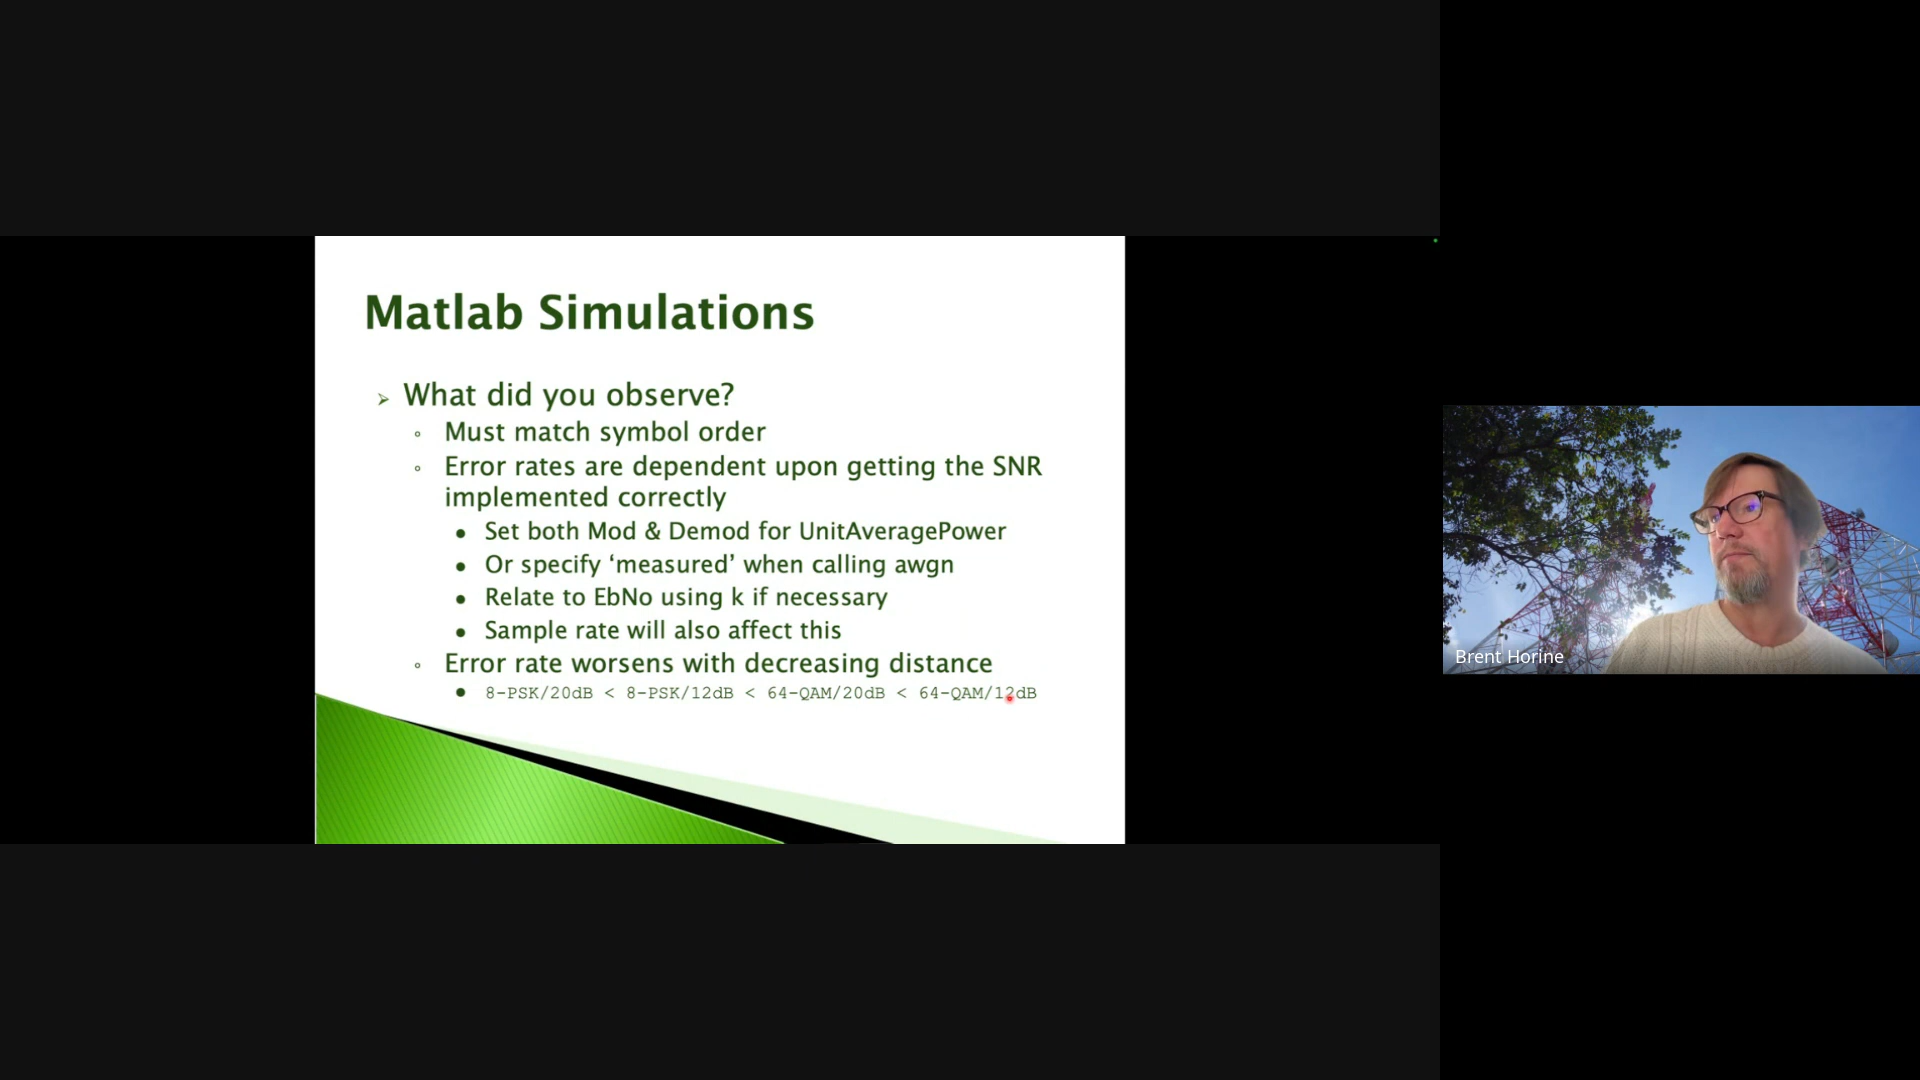 Matlab Simulations
What did you observe?
Must match symbol order
Error rates are dependent upon getting the SNR
implemented correctly
Set both Mod & Demod for UnitAveragePower
Or specify ‘measured’ when calling awgn
Relate to EbNo using k if necessary
Sample rate will also affect this
Error rate worsens with decreasing distance
8-PSK/20dB < 8-PSK/12dB < 64-QAM/20dB < 64-QAM/12dB
Brent Horine